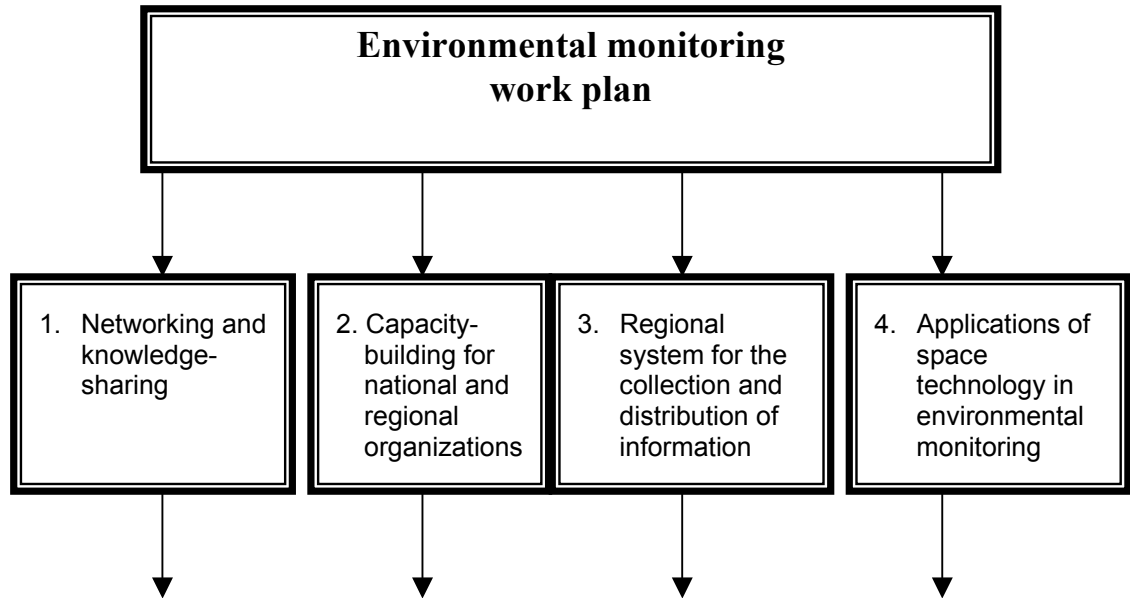 Environmental monitoring
work plan
1. Networking and
knowledge-
sharing
2. Capacity-
building for
national and
regional
organizations
3. Regional
system for the
collection and
distribution of
information
4. Applications of
space
technology in
environmental
monitoring